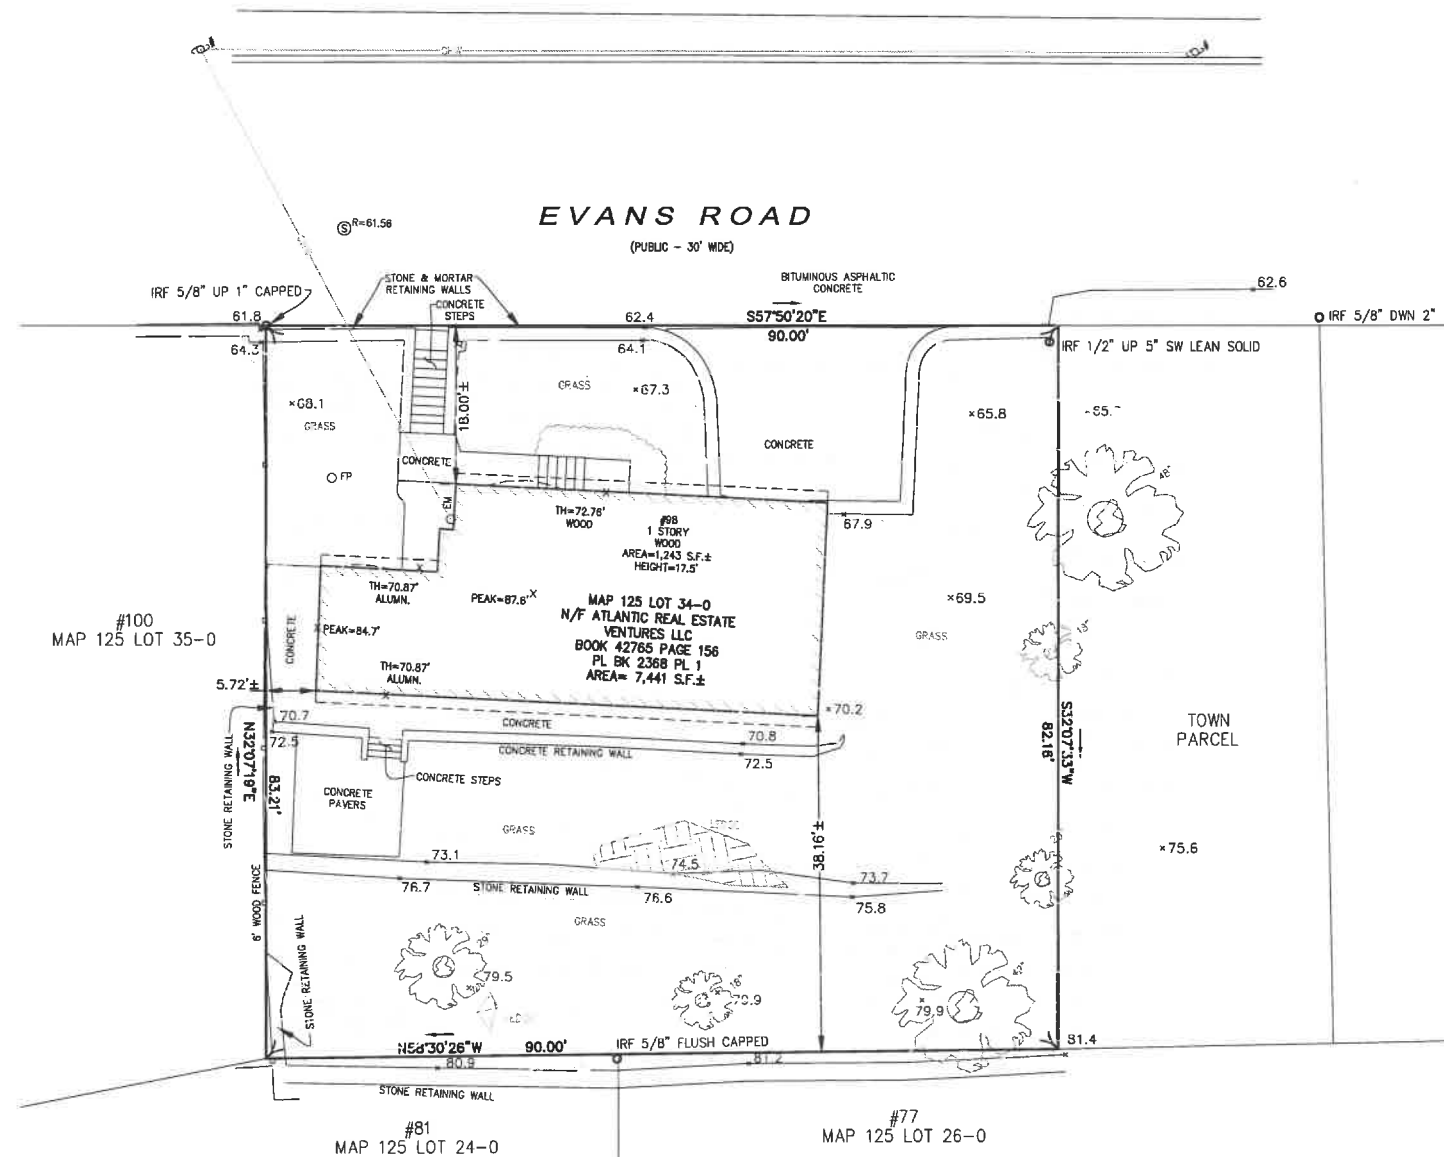 EVANS ROAD
(PUBLIC - 30' WIDE)
R=61.56
S
IRF 5/8" UP 1" CAPPED
STONE & MORTAR
RETAINING WALLS
CONCRETE
STEPS
BITUMINOUS ASPHALTIC
CONCRETE
62.6
61.8
62.4
S57°50'20"E
90.00'
IRF 5/8" DWN 2"
64.3
64.1
IRF 1/2" UP 5" SW LEAN SOLID
GRASS
67.3
68.1
GRASS
18.00'±
65.8
CONCRETE
CONCRETE
FP
EM
48"
TH=72.76'
WOOD
#98
1 STORY
WOOD
AREA=1,243 S.F.±
HEIGHT=17.5'
67.9
TH=70.87'
ALUMN.
PEAK=87.6'
69.5
MAP 125 LOT 34-0
N/F ATLANTIC REAL ESTATE
VENTURES LLC
BOOK 42765 PAGE 156
PL BK 2368 PL 1
AREA= 7,441 S.F.±
#100
MAP 125 LOT 35-0
CONCRETE
PEAK=84.7'
GRASS
TH=70.87'
ALUMN.
5.72'±
70.7
70.2
CONCRETE
72.5
70.8
CONCRETE RETAINING WALL
72.5
S32°07'33"W
82.18'
TOWN
PARCEL
STONE RETAINING WALL
N32°07'19"E
83.21'
CONCRETE STEPS
CONCRETE
PAVERS
GRASS
38.16'±
73.1
74.5
73.7
75.6
76.7
STONE RETAINING WALL
76.6
75.8
6' WOOD FENCE
GRASS
STONE RETAINING WALL
79.5
18"
79.9
N58°30'26"W
90.00'
IRF 5/8" FLUSH CAPPED
81.4
80.9
81.2
STONE RETAINING WALL
#81
MAP 125 LOT 24-0
#77
MAP 125 LOT 26-0